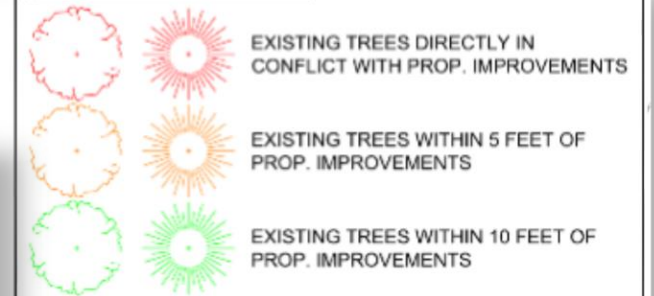 EXISTING TREES DIRECTLY IN
CONFLICT WITH PROP. IMPROVEMENTS
EXISTING TREES WITHIN 5 FEET OF
PROP. IMPROVEMENTS
EXISTING TREES WITHIN 10 FEET OF
PROP. IMPROVEMENTS